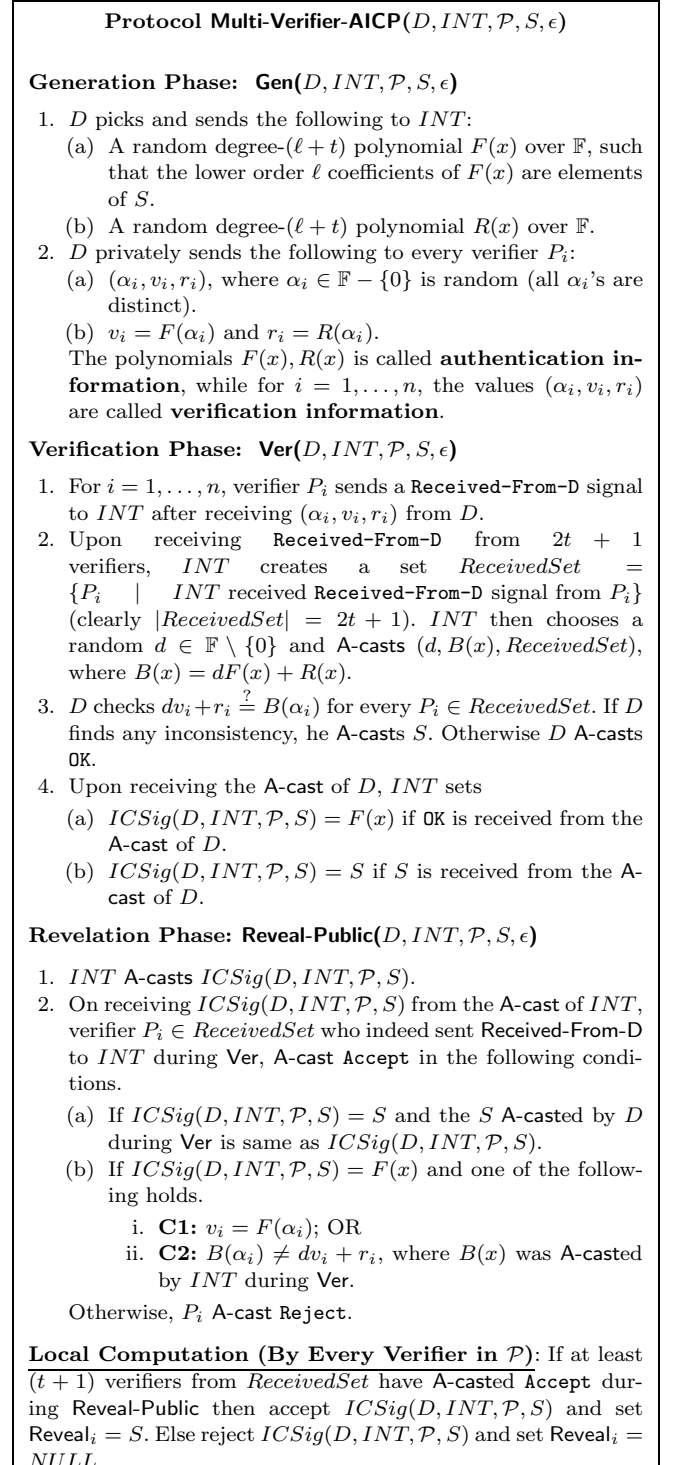 Protocol Multi-Verifier-AICP(D, INT, P, S, ϵ)
Generation Phase: Gen(D, INT, P, S, ϵ)
1. D picks and sends the following to INT:
(a) A random degree-(ℓ + t) polynomial F(x) over 𝔽, such
that the lower order ℓ coefficients of F(x) are elements
of S.
(b) A random degree-(ℓ + t) polynomial R(x) over 𝔽.
2. D privately sends the following to every verifier Pᵢ:
(a) (αᵢ, vᵢ, rᵢ), where αᵢ ∈ 𝔽 − {0} is random (all αᵢ's are
distinct).
(b) vᵢ = F(αᵢ) and rᵢ = R(αᵢ).
The polynomials F(x), R(x) is called authentication in-
formation, while for i = 1, . . . , n, the values (αᵢ, vᵢ, rᵢ)
are called verification information.
Verification Phase: Ver(D, INT, P, S, ϵ)
1. For i = 1, . . . , n, verifier Pᵢ sends a Received-From-D signal
to INT after receiving (αᵢ, vᵢ, rᵢ) from D.
2. Upon receiving Received-From-D from 2t + 1
verifiers, INT creates a set ReceivedSet =
{Pᵢ | INT received Received-From-D signal from Pᵢ}
(clearly |ReceivedSet| = 2t + 1). INT then chooses a
random d ∈ 𝔽 \ {0} and A-casts (d, B(x), ReceivedSet),
where B(x) = dF(x) + R(x).
3. D checks dvᵢ + rᵢ ≟ B(αᵢ) for every Pᵢ ∈ ReceivedSet. If D
finds any inconsistency, he A-casts S. Otherwise D A-casts
OK.
4. Upon receiving the A-cast of D, INT sets
(a) ICSig(D, INT, P, S) = F(x) if OK is received from the
A-cast of D.
(b) ICSig(D, INT, P, S) = S if S is received from the A-
cast of D.
Revelation Phase: Reveal-Public(D, INT, P, S, ϵ)
1. INT A-casts ICSig(D, INT, P, S).
2. On receiving ICSig(D, INT, P, S) from the A-cast of INT,
verifier Pᵢ ∈ ReceivedSet who indeed sent Received-From-D
to INT during Ver, A-cast Accept in the following condi-
tions.
(a) If ICSig(D, INT, P, S) = S and the S A-casted by D
during Ver is same as ICSig(D, INT, P, S).
(b) If ICSig(D, INT, P, S) = F(x) and one of the follow-
ing holds.
i. C1: vᵢ = F(αᵢ); OR
ii. C2: B(αᵢ) ≠ dvᵢ + rᵢ, where B(x) was A-casted
by INT during Ver.
Otherwise, Pᵢ A-cast Reject.
Local Computation (By Every Verifier in P): If at least
(t + 1) verifiers from ReceivedSet have A-casted Accept dur-
ing Reveal-Public then accept ICSig(D, INT, P, S) and set
Revealᵢ = S. Else reject ICSig(D, INT, P, S) and set Revealᵢ =
NULL